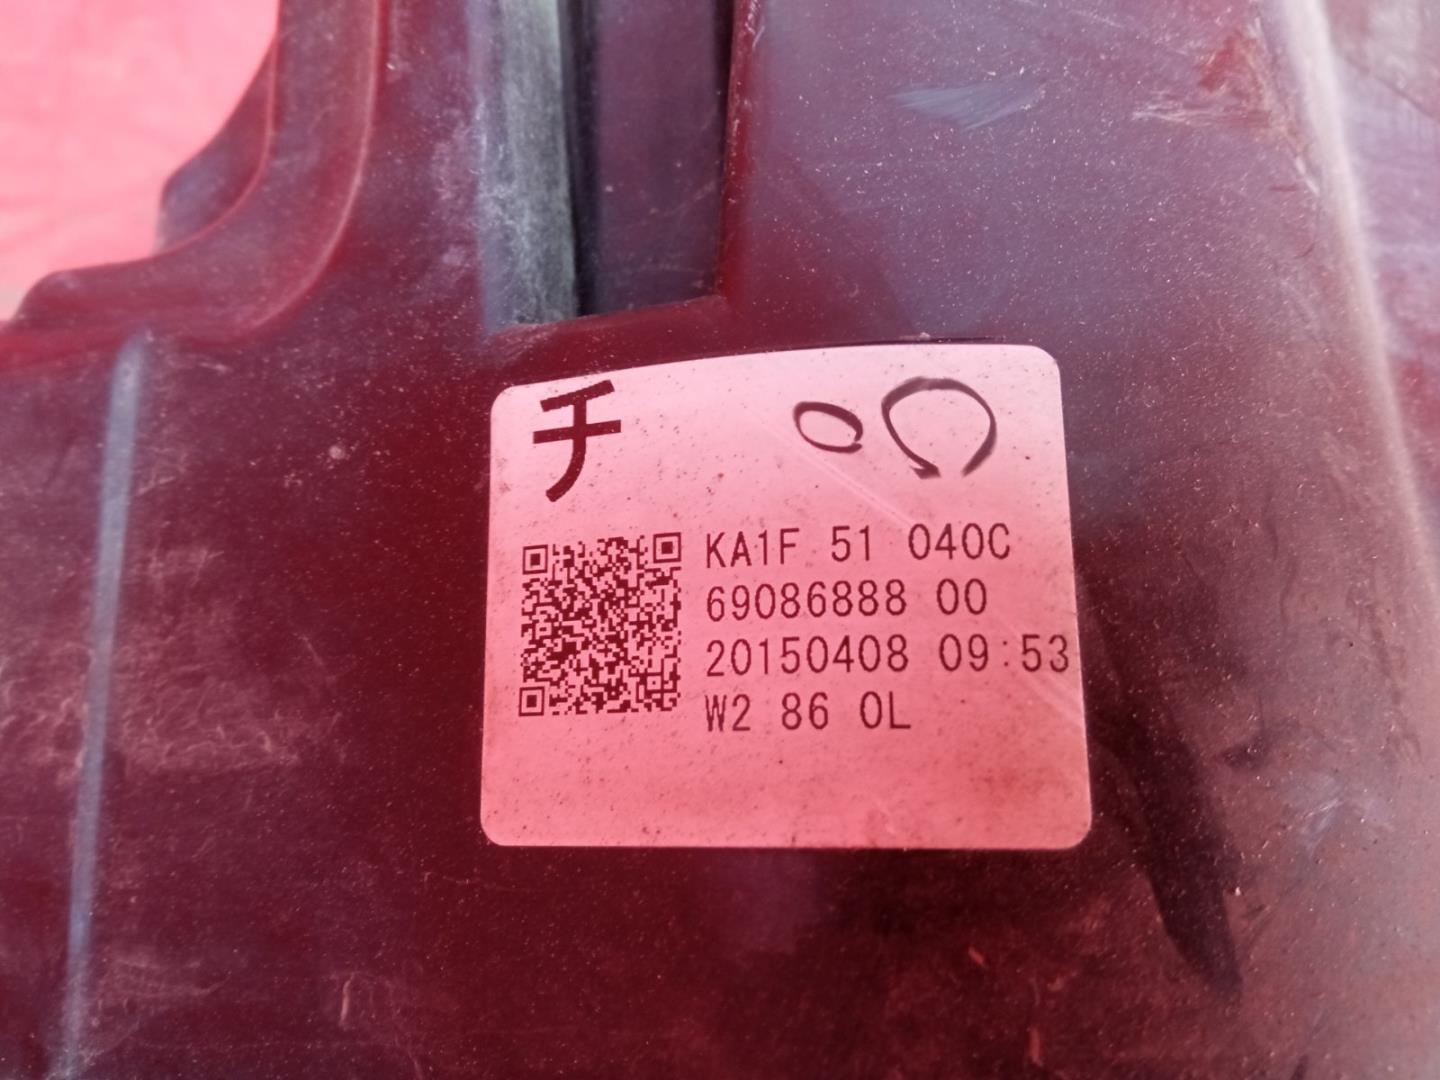 チ
KA1F 51 040C
69086888 00
20150408 09:53
W2 86 0L